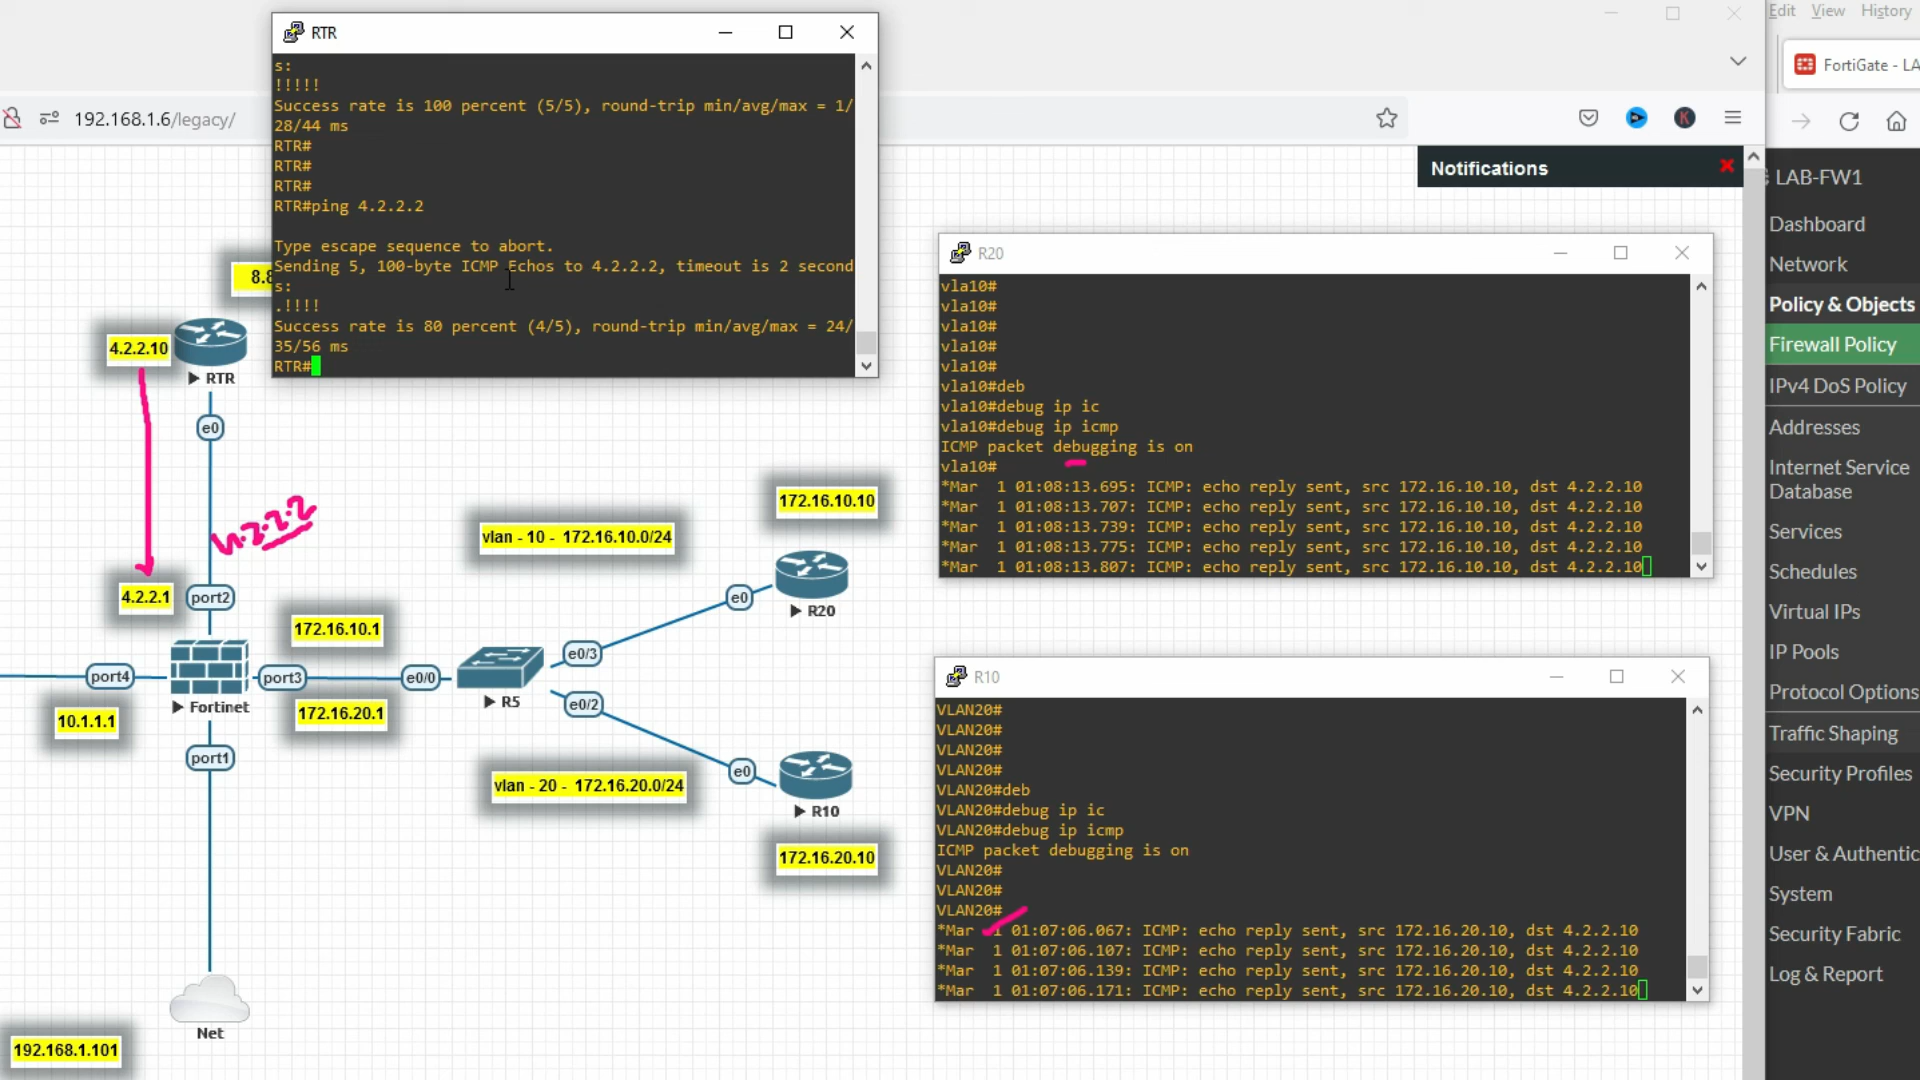 RTR
s:
!!!!!
Success rate is 100 percent (5/5), round-trip min/avg/max = 1/
28/44 ms
RTR#
RTR#
RTR#
RTR#ping 4.2.2.2
Type escape sequence to abort.
Sending 5, 100-byte ICMP Echos to 4.2.2.2, timeout is 2 second
s:
.!!!!
Success rate is 80 percent (4/5), round-trip min/avg/max = 24/
35/56 ms
RTR#
192.168.1.6/legacy/
K
Notifications
Edit View History
FortiGate - LA
LAB-FW1
Dashboard
Network
Policy & Objects
Firewall Policy
IPv4 DoS Policy
Addresses
Internet Service
Database
Services
Schedules
Virtual IPs
IP Pools
Protocol Options
Traffic Shaping
Security Profiles
VPN
User & Authentic
System
Security Fabric
Log & Report
R20
vla10#
vla10#
vla10#
vla10#
vla10#
vla10#deb
vla10#debug ip ic
vla10#debug ip icmp
ICMP packet debugging is on
vla10#
*Mar  1 01:08:13.695: ICMP: echo reply sent, src 172.16.10.10, dst 4.2.2.10
*Mar  1 01:08:13.707: ICMP: echo reply sent, src 172.16.10.10, dst 4.2.2.10
*Mar  1 01:08:13.739: ICMP: echo reply sent, src 172.16.10.10, dst 4.2.2.10
*Mar  1 01:08:13.775: ICMP: echo reply sent, src 172.16.10.10, dst 4.2.2.10
*Mar  1 01:08:13.807: ICMP: echo reply sent, src 172.16.10.10, dst 4.2.2.10
R10
VLAN20#
VLAN20#
VLAN20#
VLAN20#
VLAN20#deb
VLAN20#debug ip ic
VLAN20#debug ip icmp
ICMP packet debugging is on
VLAN20#
VLAN20#
VLAN20#
*Mar  1 01:07:06.067: ICMP: echo reply sent, src 172.16.20.10, dst 4.2.2.10
*Mar  1 01:07:06.107: ICMP: echo reply sent, src 172.16.20.10, dst 4.2.2.10
*Mar  1 01:07:06.139: ICMP: echo reply sent, src 172.16.20.10, dst 4.2.2.10
*Mar  1 01:07:06.171: ICMP: echo reply sent, src 172.16.20.10, dst 4.2.2.10
8.8
4.2.2.10
RTR
e0
4.2.2.2
4.2.2.1
port2
172.16.10.1
vlan - 10 - 172.16.10.0/24
172.16.10.10
e0
R20
e0/3
port4
port3
e0/0
R5
Fortinet
10.1.1.1
172.16.20.1
e0/2
port1
vlan - 20 - 172.16.20.0/24
e0
R10
172.16.20.10
Net
192.168.1.101